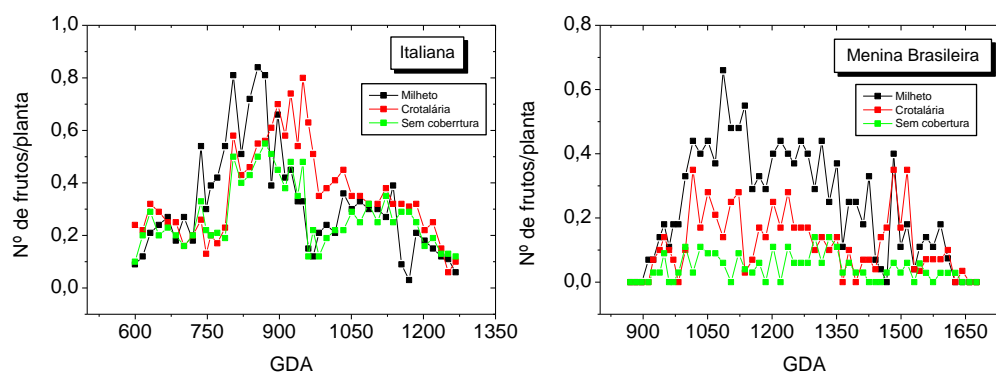 Italiana
Milheto
Crotalária
Sem coberrtura
Nº de frutos/planta
1,0
0,8
0,6
0,4
0,2
0,0
600 750 900 1050 1200 1350
GDA
Menina Brasileira
Milheto
Crotalária
Sem cobertura
Nº de frutos/planta
0,8
0,6
0,4
0,2
0,0
900 1050 1200 1350 1500 1650
GDA